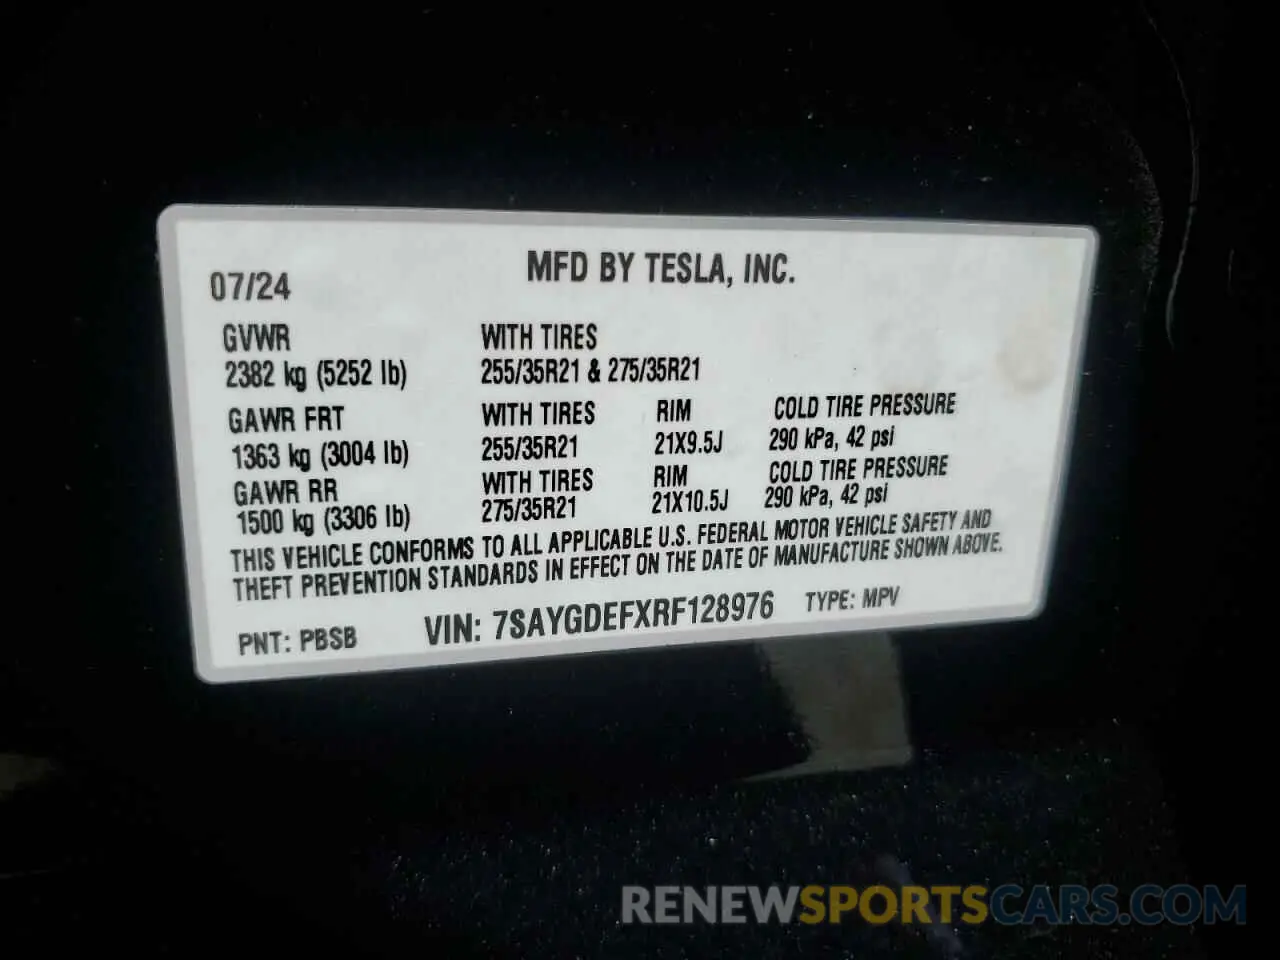 07/24 MFD BY TESLA, INC.
GVWR WITH TIRES
2382 kg (5252 lb) 255/35R21 & 275/35R21
GAWR FRT WITH TIRES RIM COLD TIRE PRESSURE
1363 kg (3004 lb) 255/35R21 21X9.5J 290 kPa, 42 psi
GAWR RR WITH TIRES RIM COLD TIRE PRESSURE
1500 kg (3306 lb) 275/35R21 21X10.5J 290 kPa, 42 psi
THIS VEHICLE CONFORMS TO ALL APPLICABLE U.S. FEDERAL MOTOR VEHICLE SAFETY AND
THEFT PREVENTION STANDARDS IN EFFECT ON THE DATE OF MANUFACTURE SHOWN ABOVE.
PNT: PBSB VIN: 7SAYGDEFXRF128976 TYPE: MPV
RENEWSPORTSCARS.COM